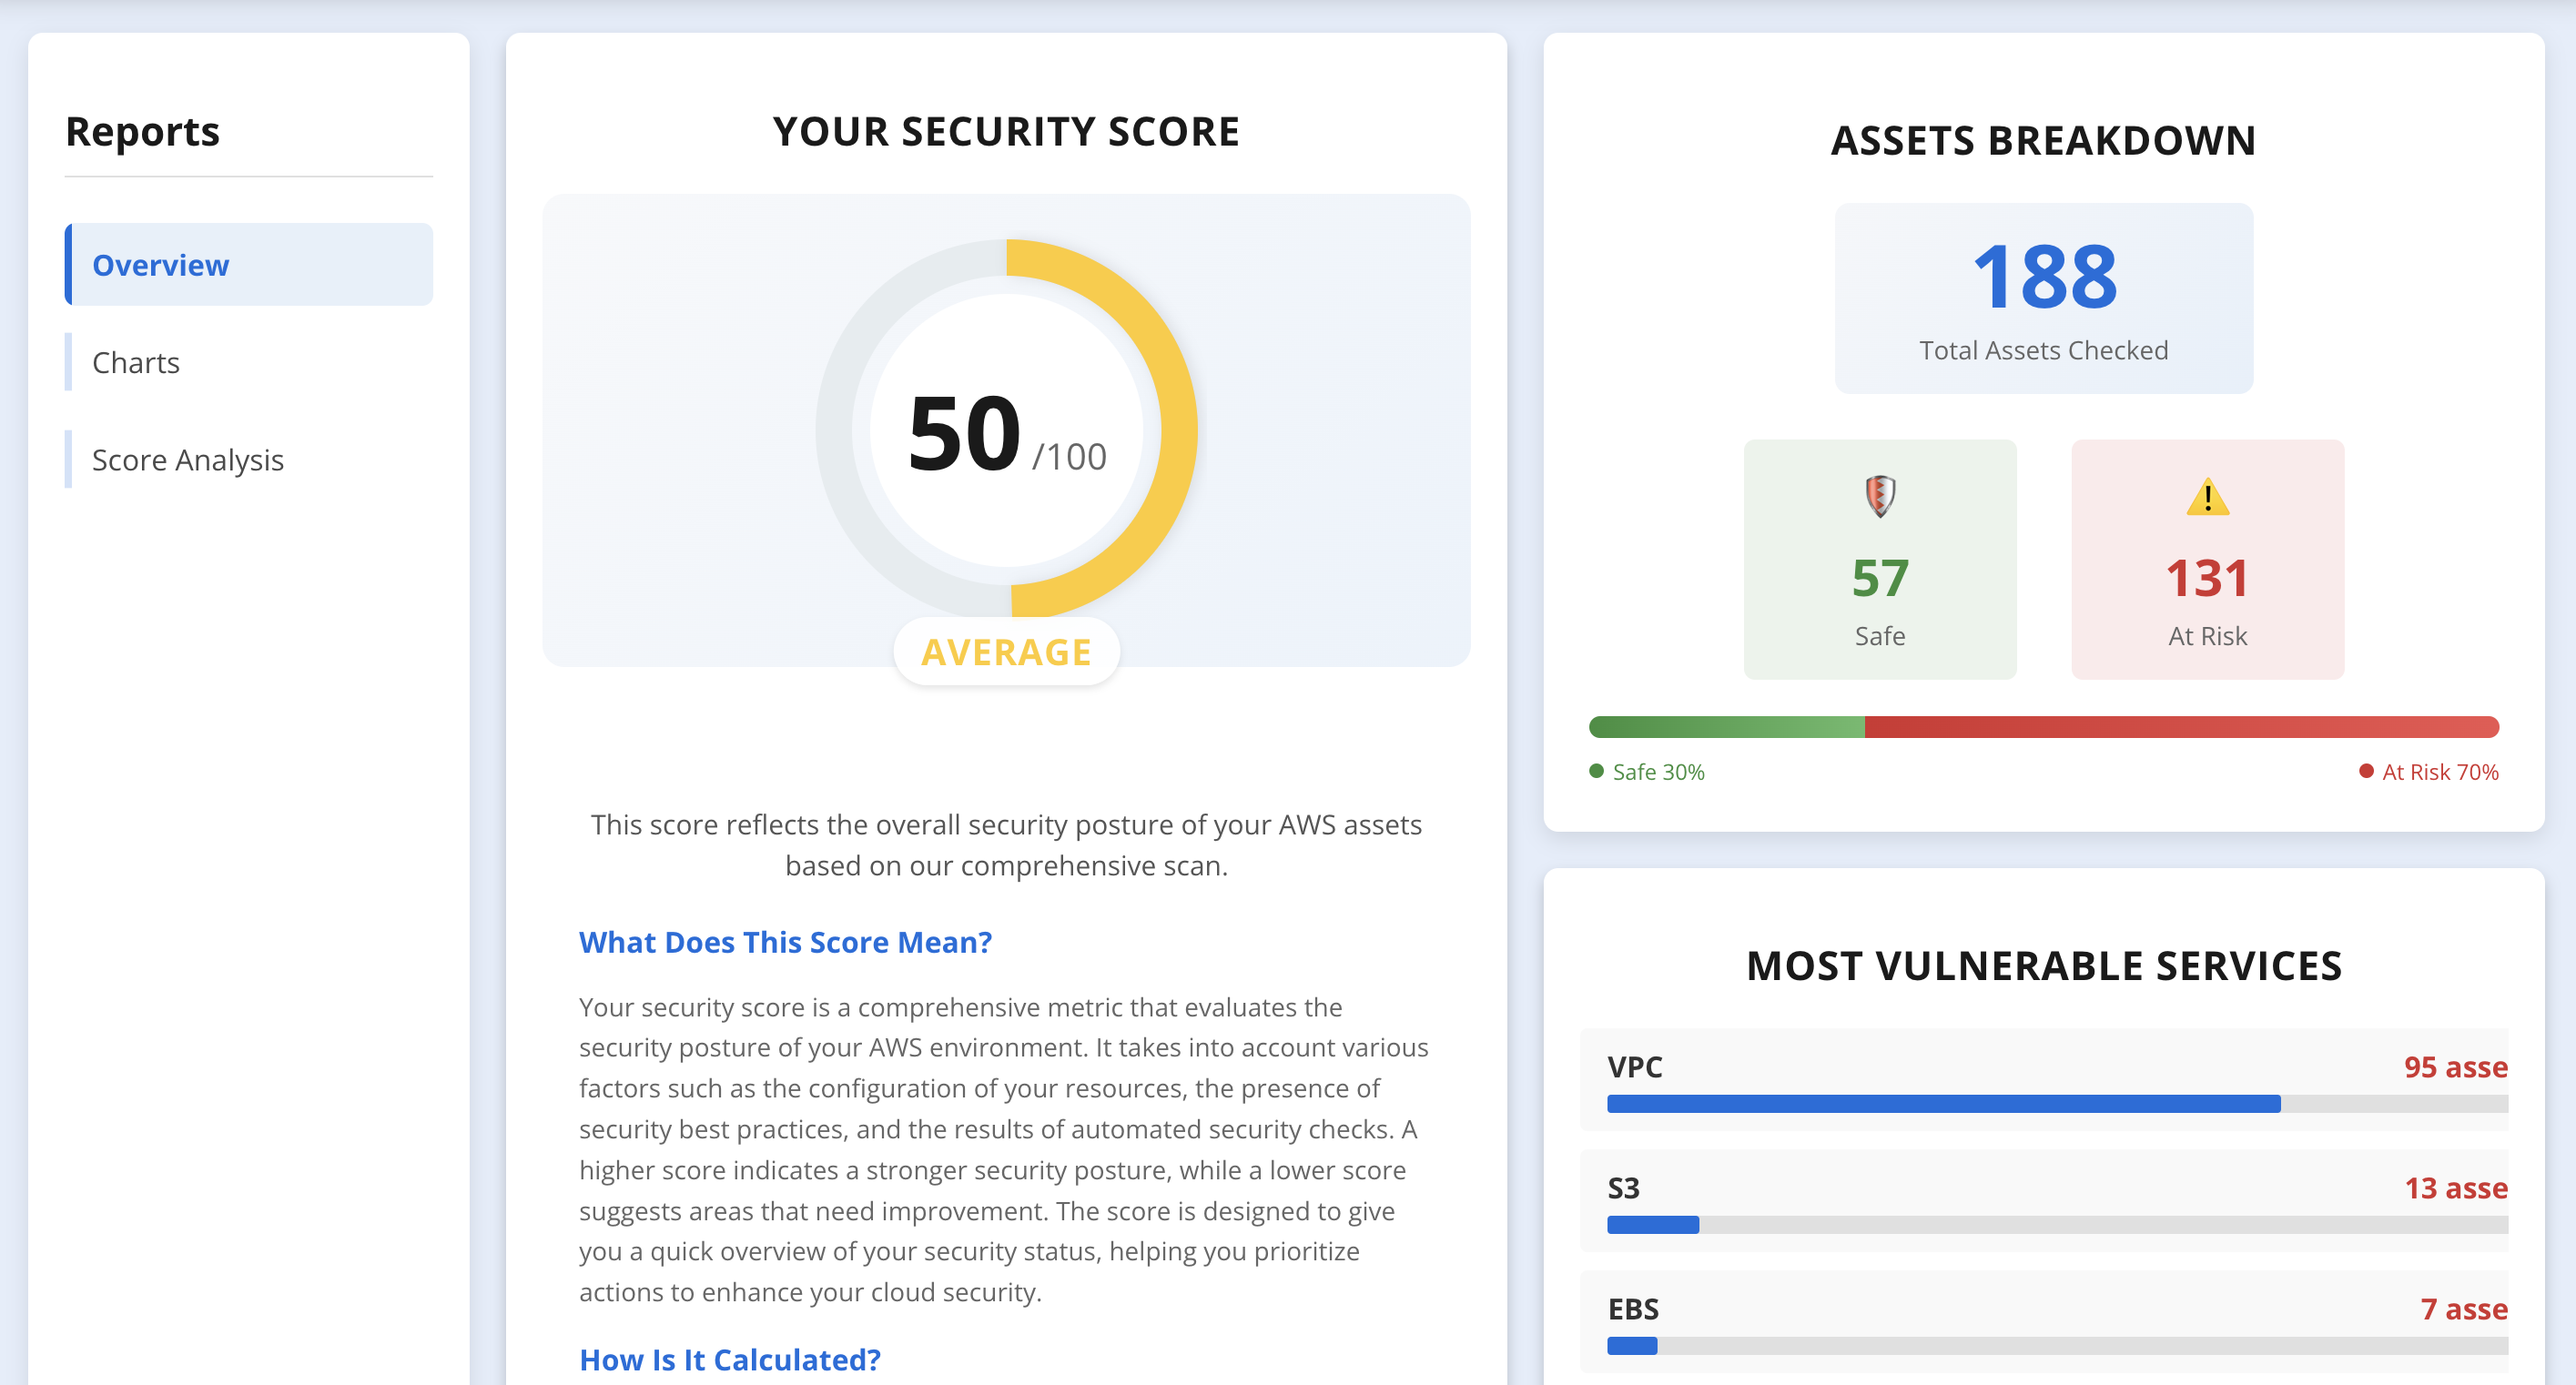 Reports
Overview
Charts
Score Analysis
YOUR SECURITY SCORE
50 /100
AVERAGE
This score reflects the overall security posture of your AWS assets
based on our comprehensive scan.
What Does This Score Mean?
Your security score is a comprehensive metric that evaluates the
security posture of your AWS environment. It takes into account various
factors such as the configuration of your resources, the presence of
security best practices, and the results of automated security checks. A
higher score indicates a stronger security posture, while a lower score
suggests areas that need improvement. The score is designed to give
you a quick overview of your security status, helping you prioritize
actions to enhance your cloud security.
How Is It Calculated?
ASSETS BREAKDOWN
188
Total Assets Checked
57
Safe
131
At Risk
Safe 30%
At Risk 70%
MOST VULNERABLE SERVICES
VPC
95 asse
S3
13 asse
EBS
7 asse